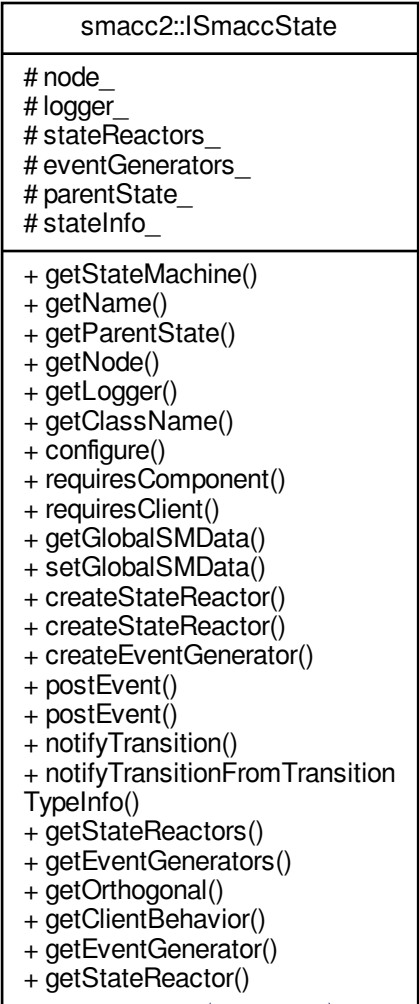 smacc2::ISmaccState
# node_
# logger_
# stateReactors_
# eventGenerators_
# parentState_
# stateInfo_
+ getStateMachine()
+ getName()
+ getParentState()
+ getNode()
+ getLogger()
+ getClassName()
+ configure()
+ requiresComponent()
+ requiresClient()
+ getGlobalSMData()
+ setGlobalSMData()
+ createStateReactor()
+ createStateReactor()
+ createEventGenerator()
+ postEvent()
+ postEvent()
+ notifyTransition()
+ notifyTransitionFromTransition
TypeInfo()
+ getStateReactors()
+ getEventGenerators()
+ getOrthogonal()
+ getClientBehavior()
+ getEventGenerator()
+ getStateReactor()